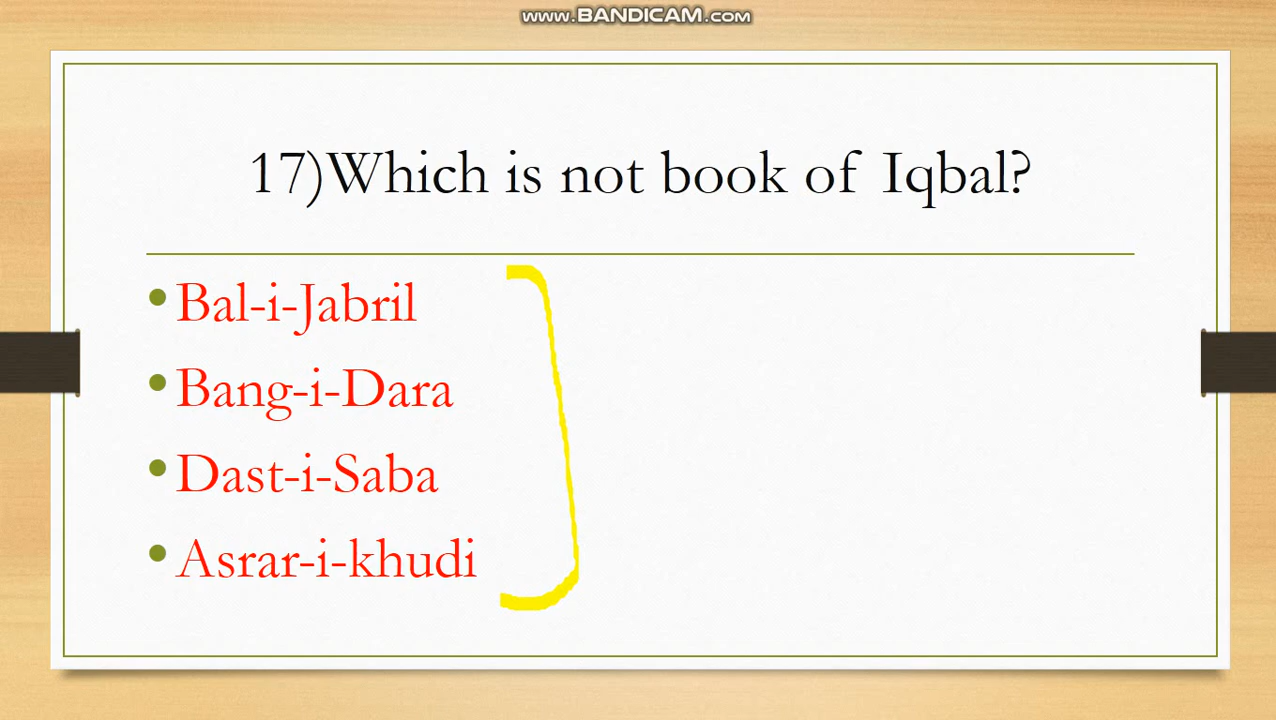 www.BANDICAM.com
17)Which is not book of Iqbal?
•Bal-i-Jabril
•Bang-i-Dara
•Dast-i-Saba
•Asrar-i-khudi